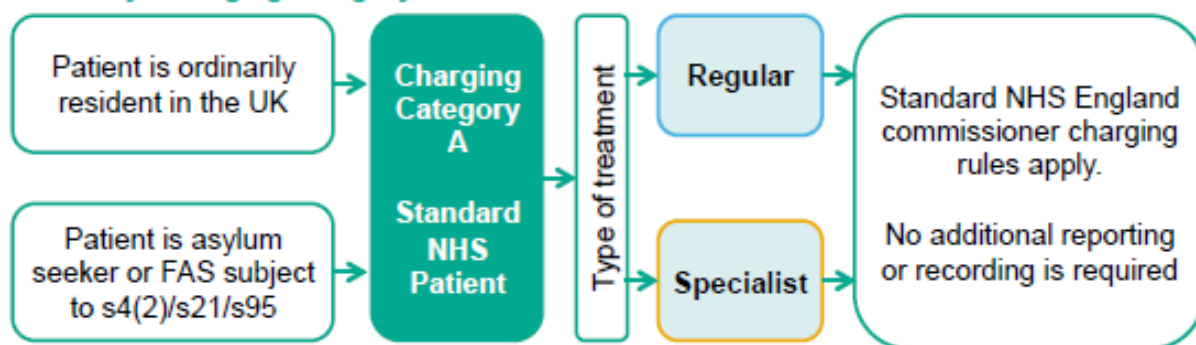 Patient is ordinarily
resident in the UK
Patient is asylum
seeker or FAS subject
to s4(2)/s21/s95
Charging
Category
A
Standard
NHS
Patient
Type of treatment
Regular
Specialist
Standard NHS England
commissioner charging
rules apply.
No additional reporting
or recording is required